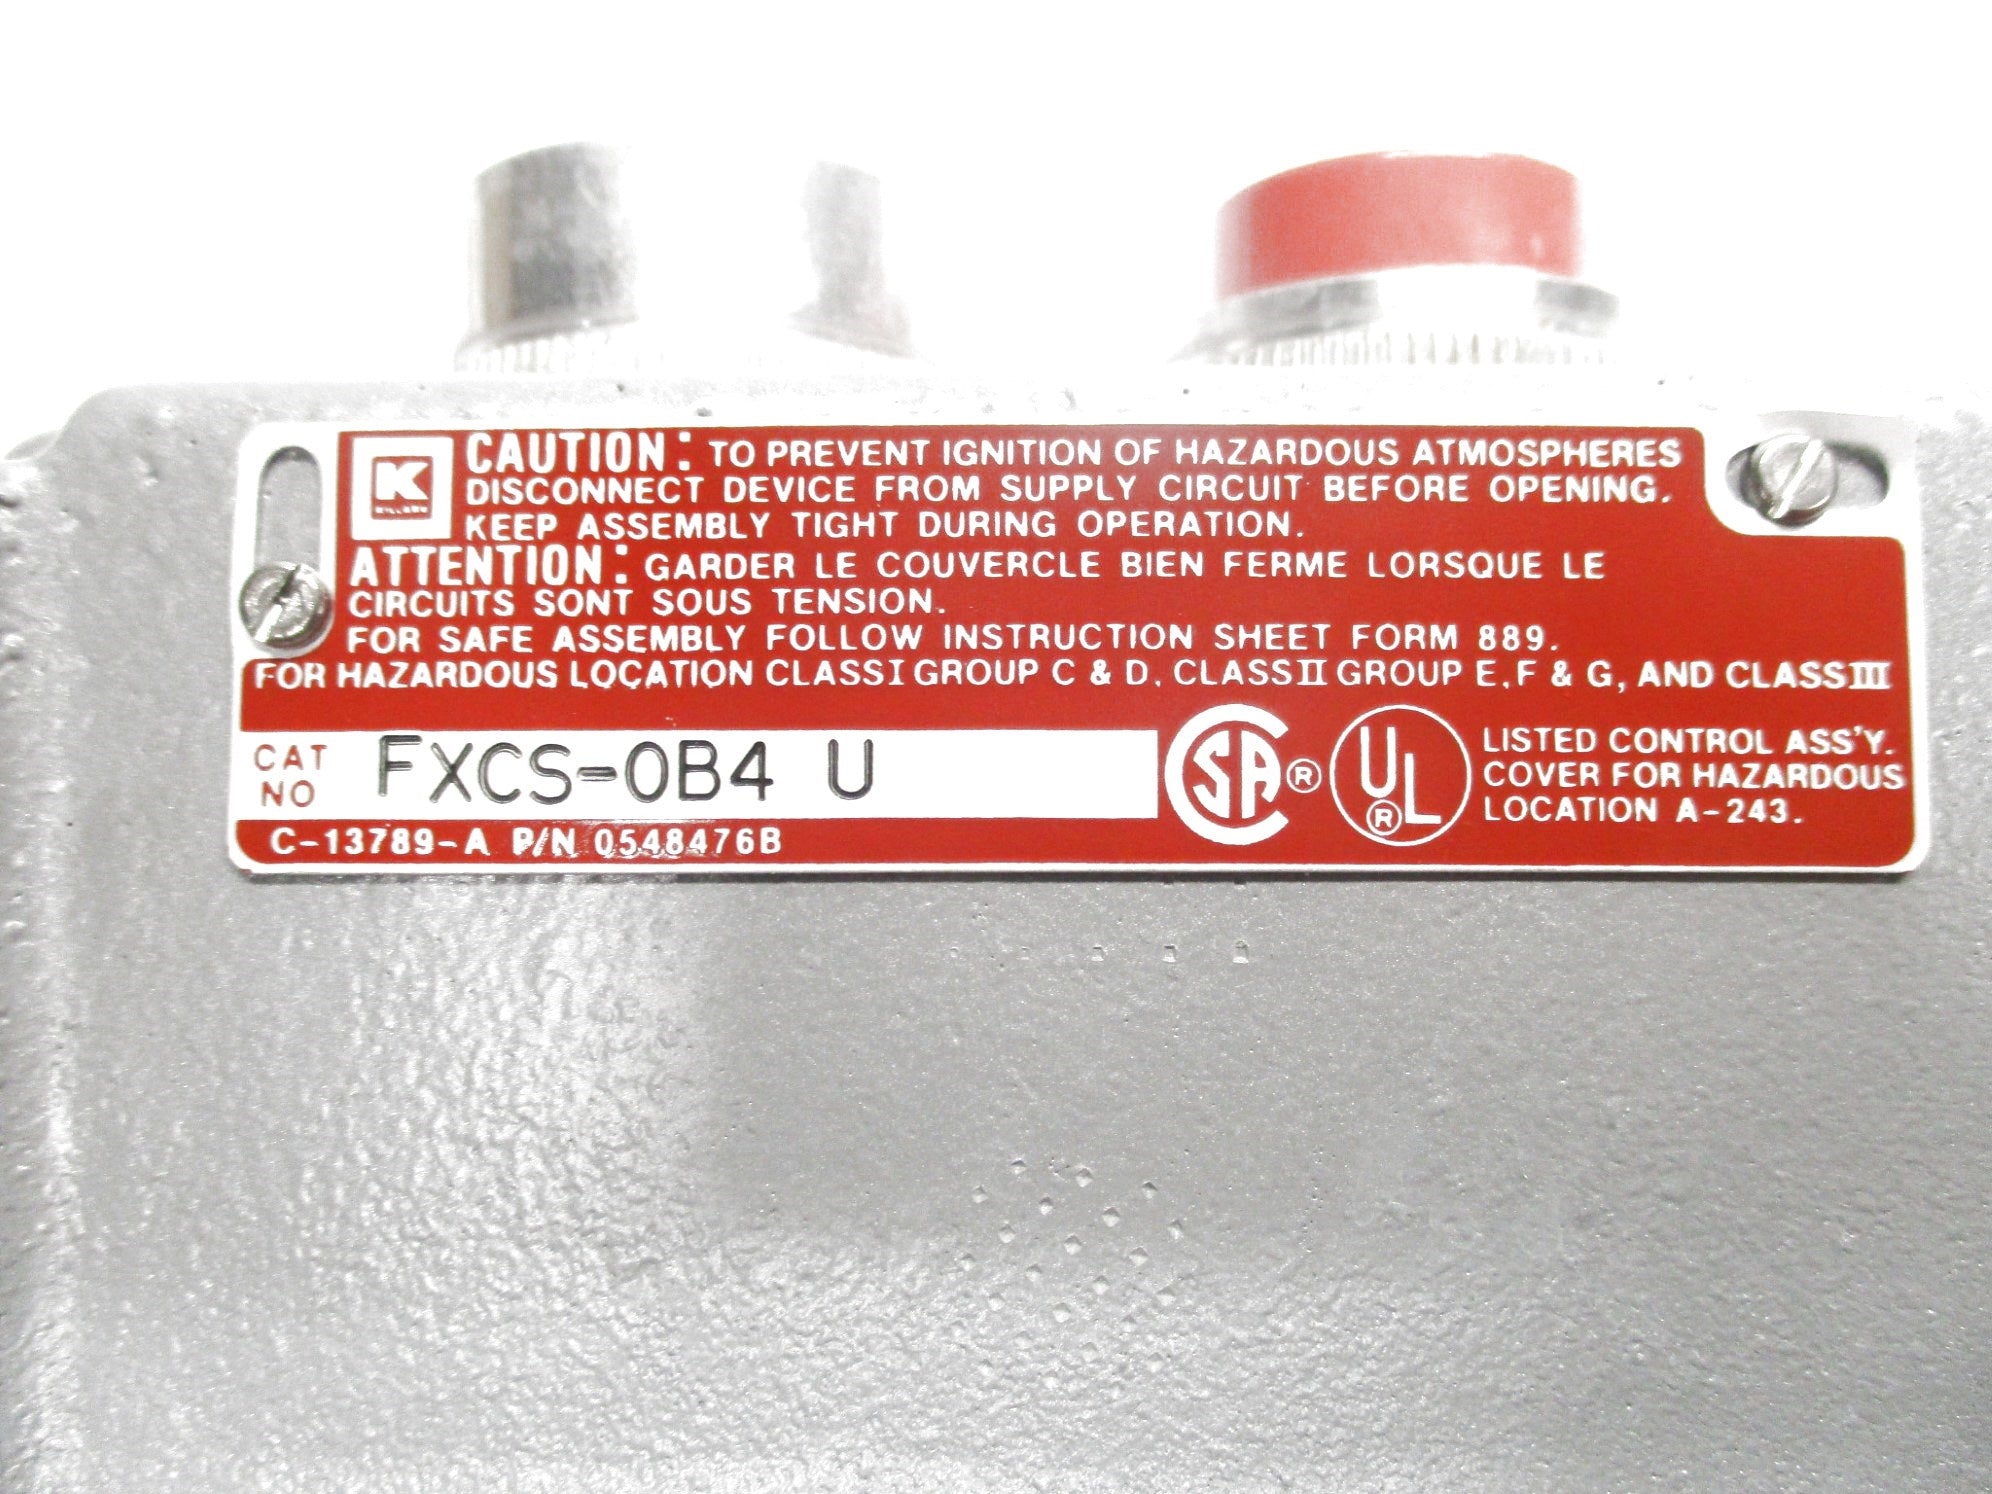 K
KILLARK
CAUTION: TO PREVENT IGNITION OF HAZARDOUS ATMOSPHERES
DISCONNECT DEVICE FROM SUPPLY CIRCUIT BEFORE OPENING.
KEEP ASSEMBLY TIGHT DURING OPERATION.
ATTENTION: GARDER LE COUVERCLE BIEN FERME LORSQUE LE
CIRCUITS SONT SOUS TENSION.
FOR SAFE ASSEMBLY FOLLOW INSTRUCTION SHEET FORM 889.
FOR HAZARDOUS LOCATION CLASS I GROUP C & D, CLASS II GROUP E,F & G, AND CLASS III
CAT NO FXCS-0B4 U
C-13789-A P/N 0548476B
CSA ®
UL ®
LISTED CONTROL ASS'Y.
COVER FOR HAZARDOUS
LOCATION A-243.